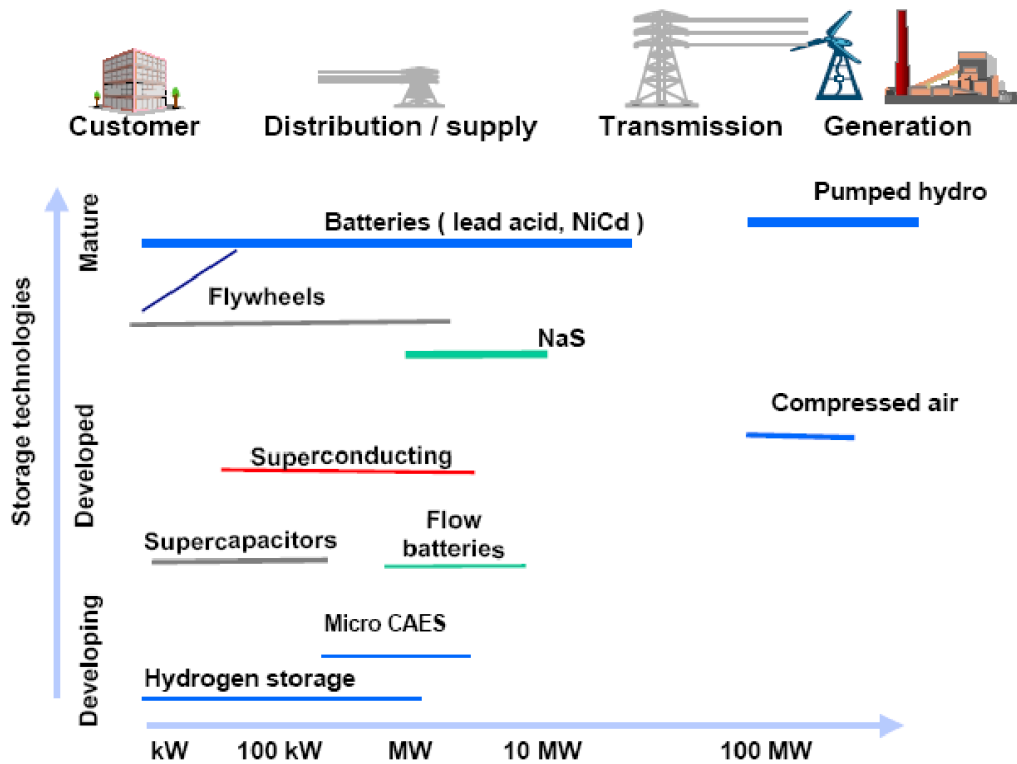 Customer
Distribution / supply
Transmission
Generation
Storage technologies
Mature
Developed
Developing
Pumped hydro
Batteries ( lead acid, NiCd )
Flywheels
NaS
Compressed air
Superconducting
Flow
batteries
Supercapacitors
Micro CAES
Hydrogen storage
kW
100 kW
MW
10 MW
100 MW